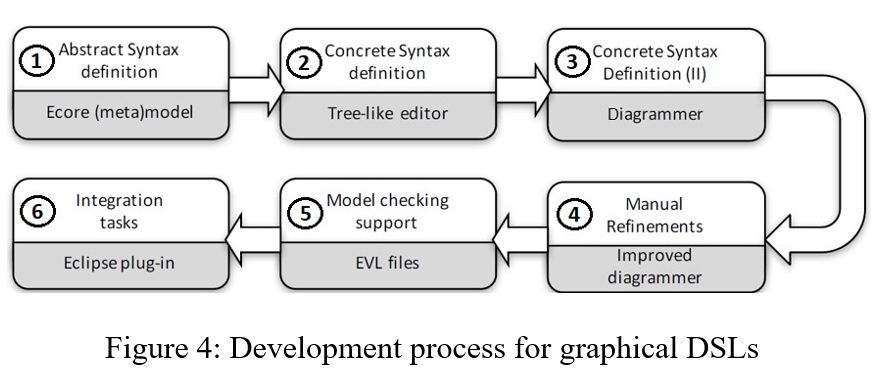 1
Abstract Syntax
definition
Ecore (meta)model
2
Concrete Syntax
definition
Tree-like editor
3
Concrete Syntax
Definition (II)
Diagrammer
4
Manual
Refinements
Improved
diagrammer
5
Model checking
support
EVL files
6
Integration
tasks
Eclipse plug-in
Figure 4: Development process for graphical DSLs